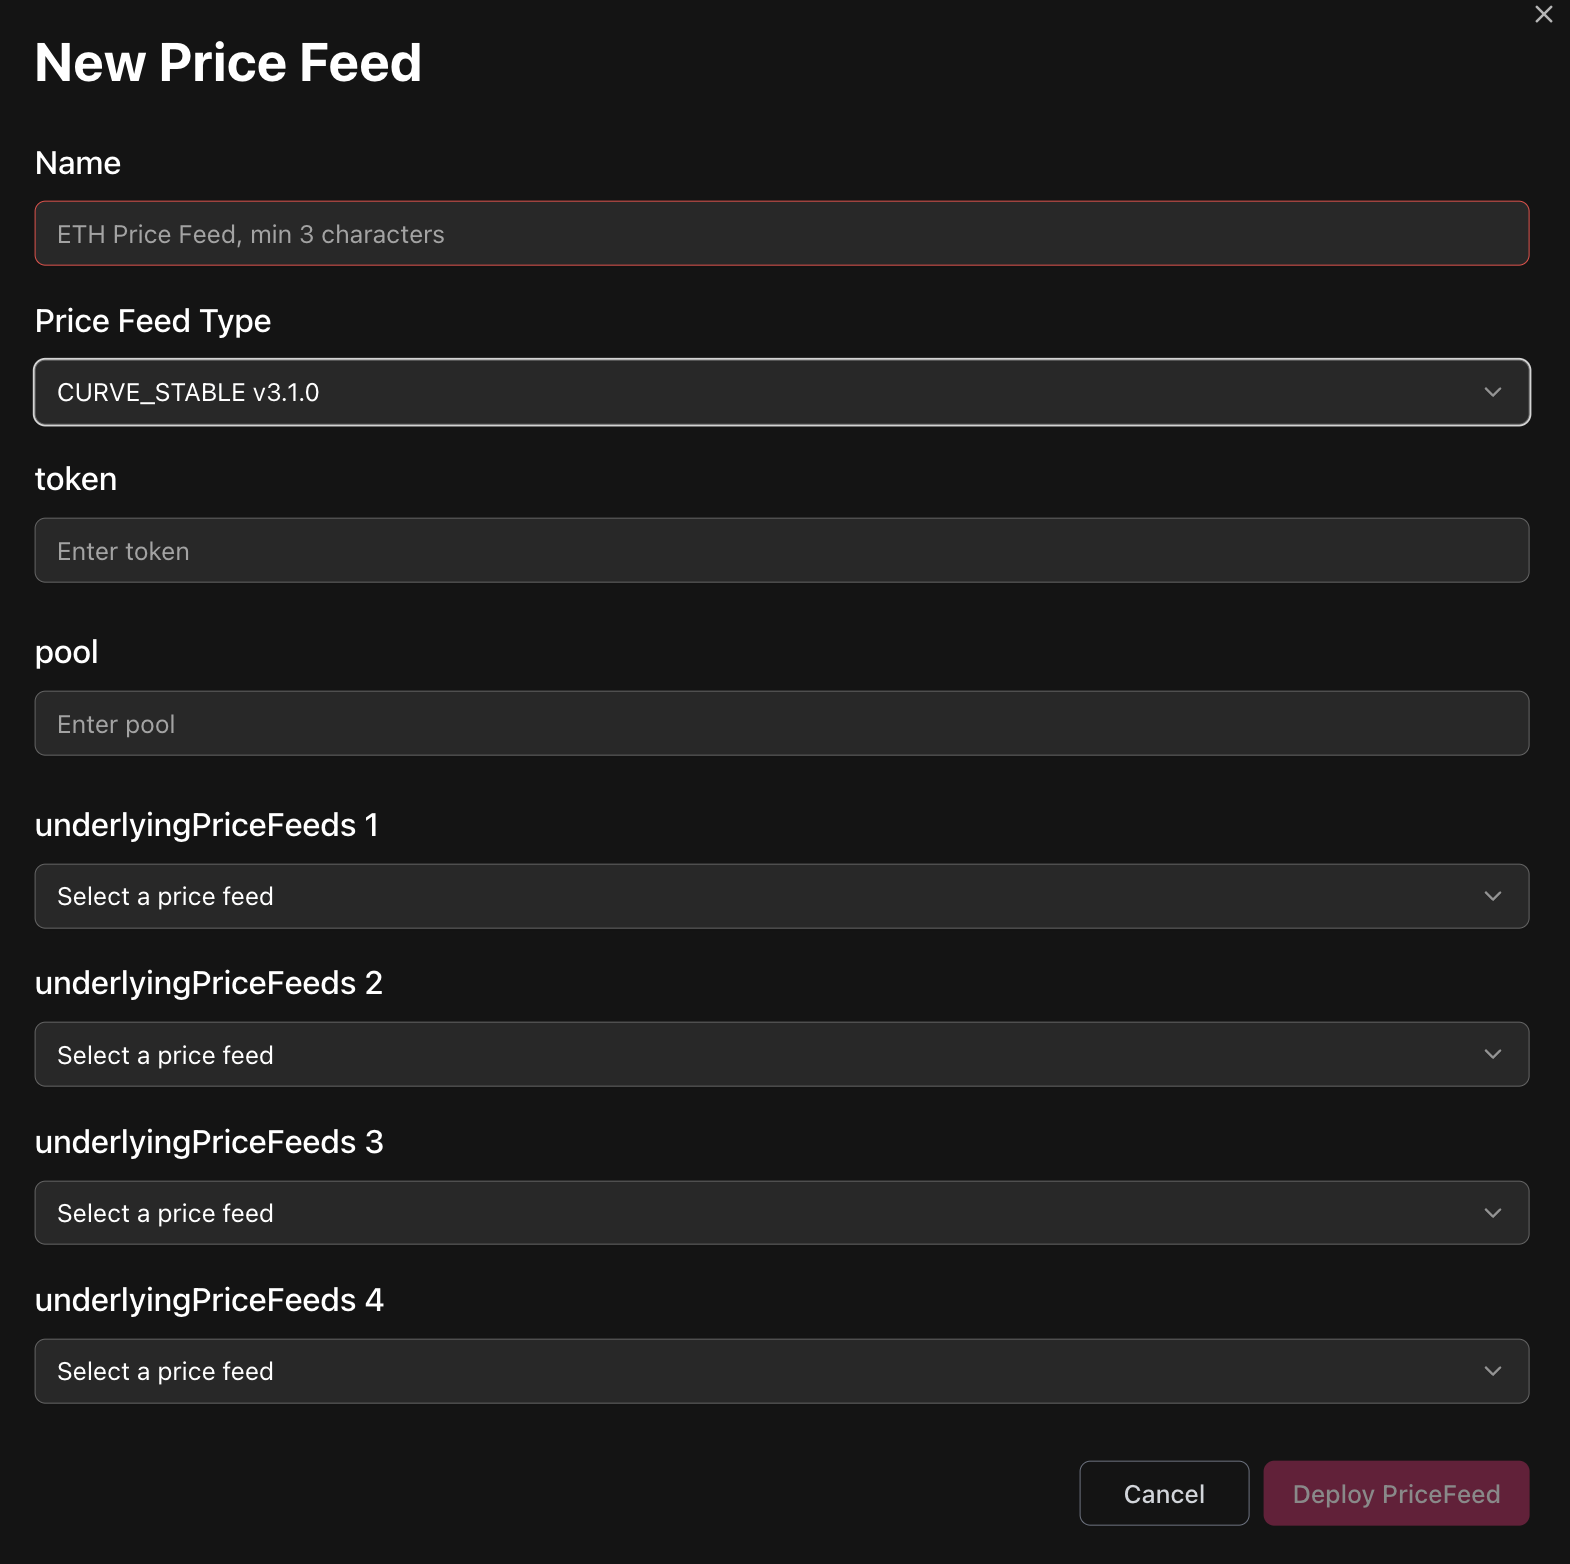 New Price Feed
Name
ETH Price Feed, min 3 characters
Price Feed Type
CURVE_STABLE v3.1.0
token
Enter token
pool
Enter pool
underlyingPriceFeeds 1
Select a price feed
underlyingPriceFeeds 2
Select a price feed
underlyingPriceFeeds 3
Select a price feed
underlyingPriceFeeds 4
Select a price feed
Cancel
Deploy PriceFeed